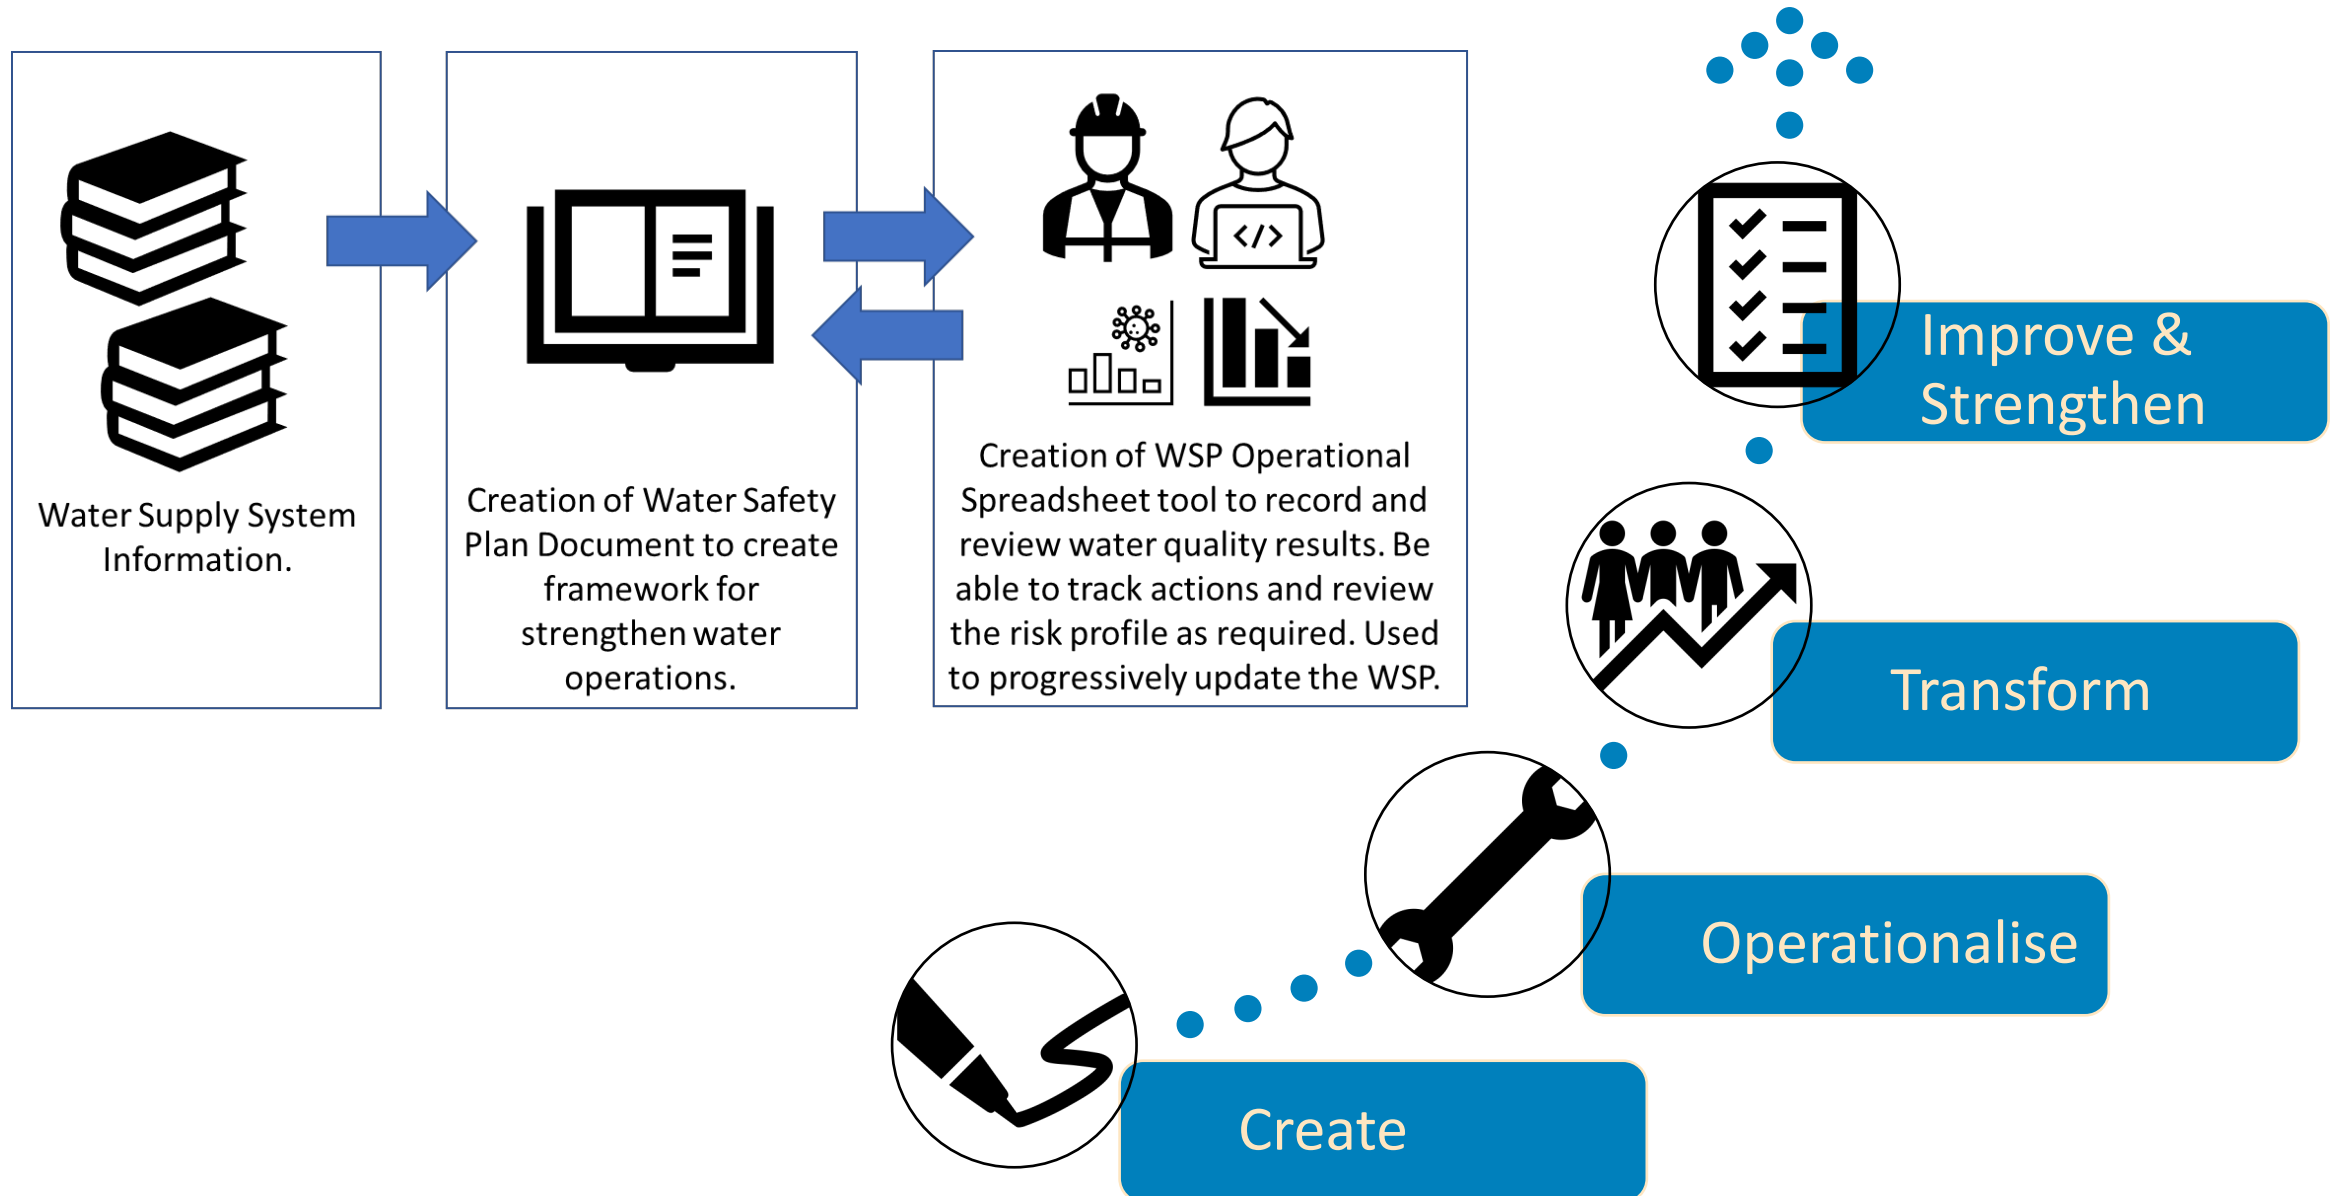 Water Supply System
Information.
Creation of Water Safety
Plan Document to create
framework for
strengthen water
operations.
Creation of WSP Operational
Spreadsheet tool to record and
review water quality results. Be
able to track actions and review
the risk profile as required. Used
to progressively update the WSP.
Improve &
Strengthen
Transform
Operationalise
Create